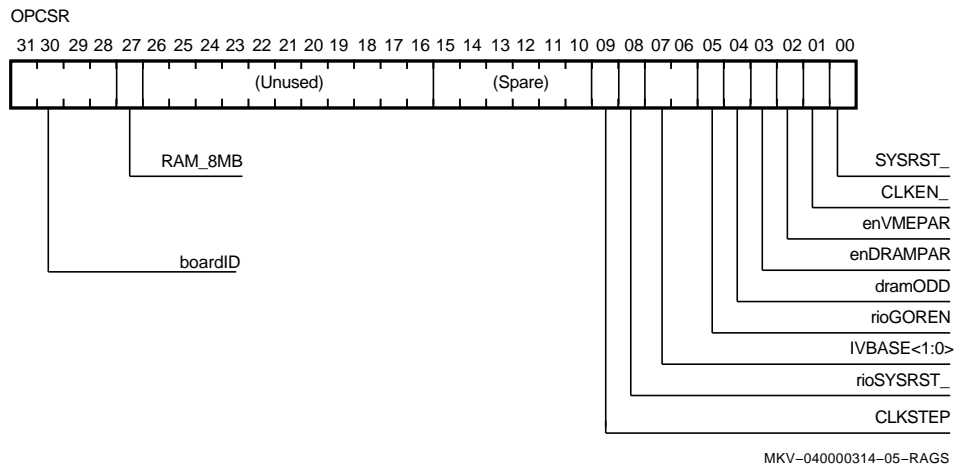 OPCSR
31 30 29 28 27 26 25 24 23 22 21 20 19 18 17 16 15 14 13 12 11 10 09 08 07 06 05 04 03 02 01 00
(Unused) (Spare)
RAM_8MB
SYSRST_
CLKEN_
enVMEPAR
boardID
enDRAMPAR
dramODD
rioGOREN
IVBASE<1:0>
rioSYSRST_
CLKSTEP
MKV–040000314–05–RAGS